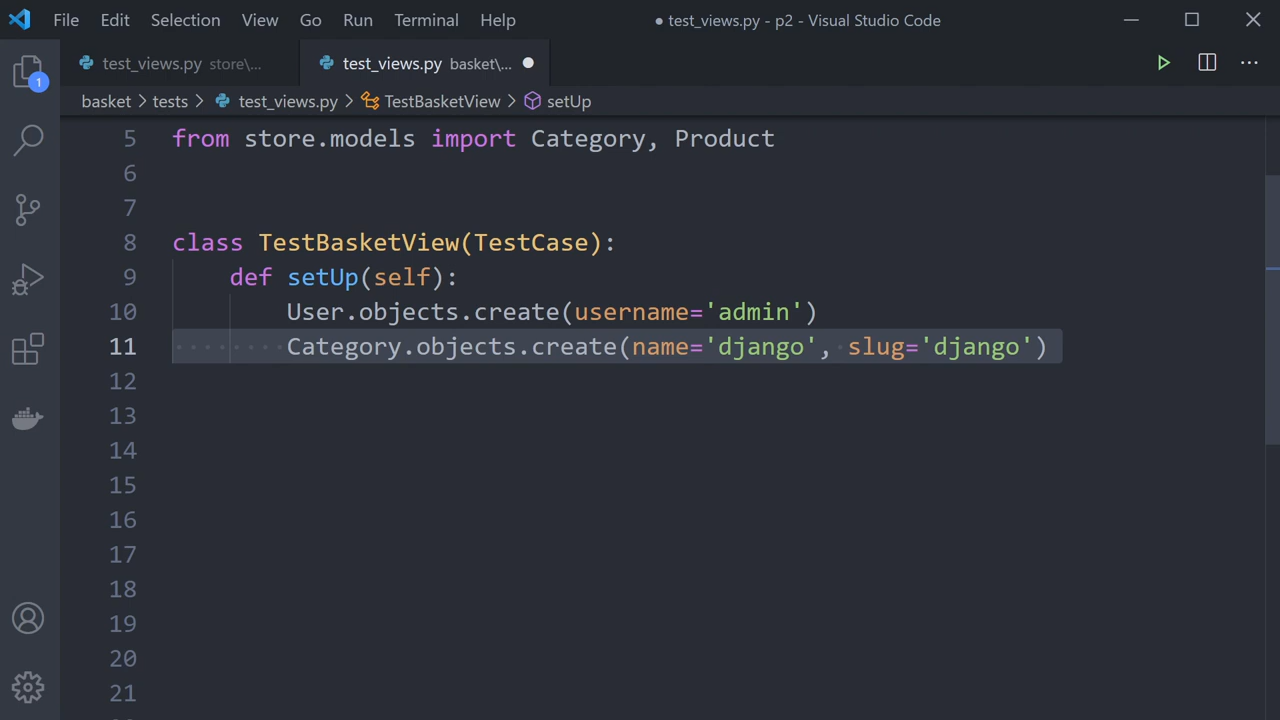 File Edit Selection View Go Run Terminal Help ● test_views.py - p2 - Visual Studio Code
1
test_views.py store\... test_views.py basket\...
basket > tests > test_views.py > TestBasketView > setUp
5 from store.models import Category, Product
6
7
8 class TestBasketView(TestCase):
9 def setUp(self):
10 User.objects.create(username='admin')
11 Category.objects.create(name='django', slug='django')
12
13
14
15
16
17
18
19
20
21